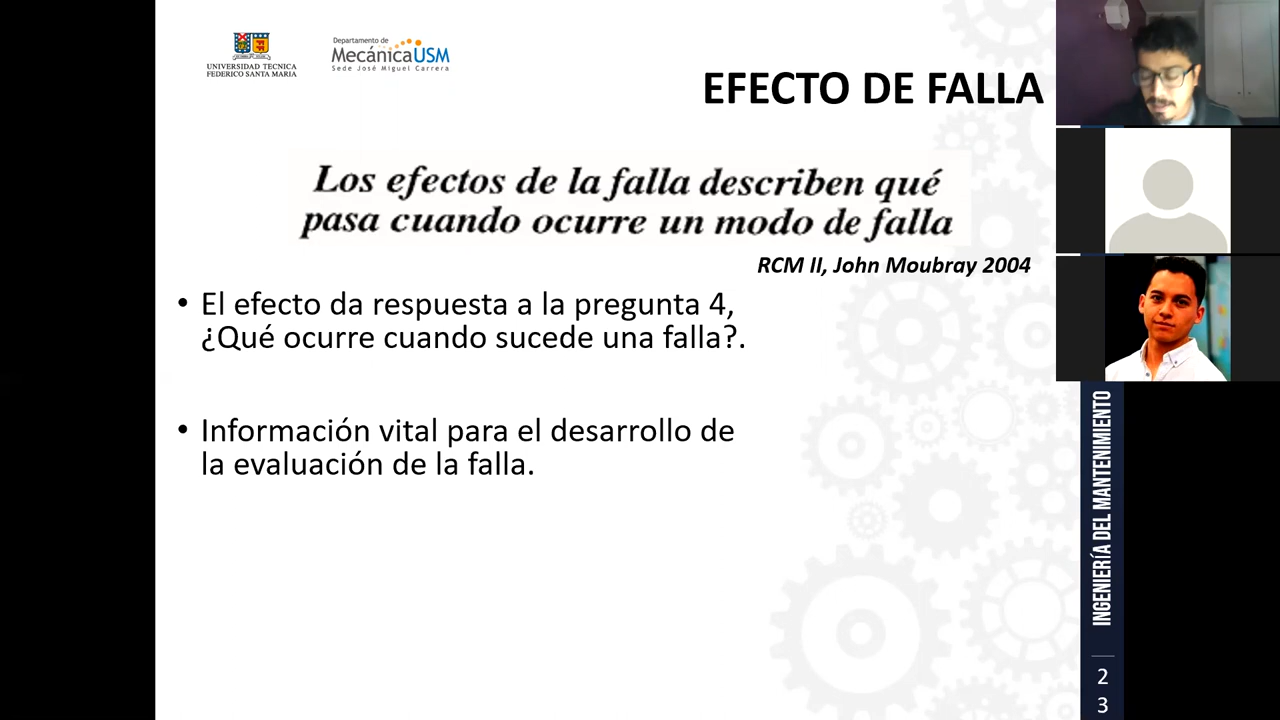 UNIVERSIDAD TECNICA
FEDERICO SANTA MARIA
Departamento de
MecánicaUSM
Sede José Miguel Carrera
EFECTO DE FALLA
Los efectos de la falla describen qué
pasa cuando ocurre un modo de falla
RCM II, John Moubray 2004
• El efecto da respuesta a la pregunta 4,
¿Qué ocurre cuando sucede una falla?.
• Información vital para el desarrollo de
la evaluación de la falla.
INGENIERÍA DEL MANTENIMIENTO
2
3